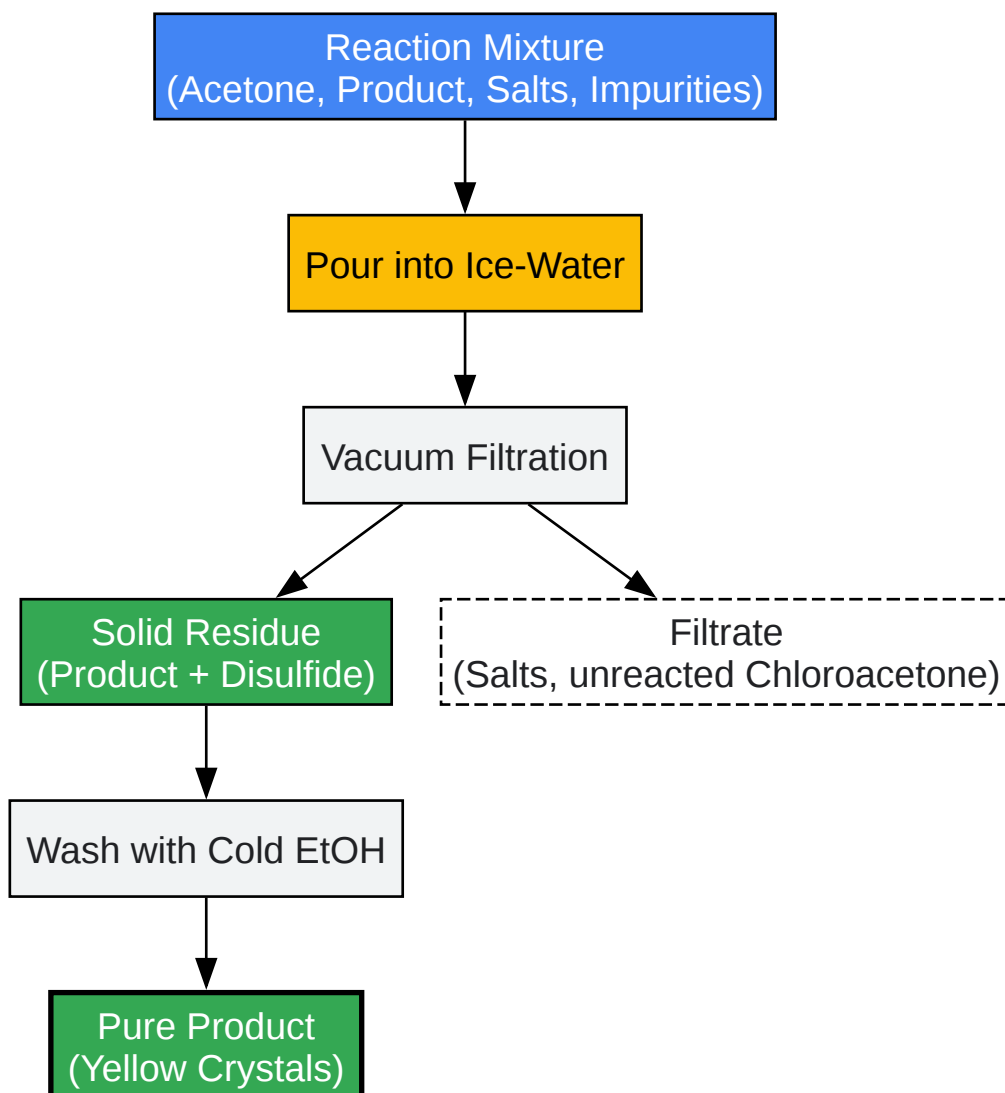 Reaction Mixture
(Acetone, Product, Salts, Impurities)
Pour into Ice-Water
Vacuum Filtration
Solid Residue
(Product + Disulfide)
Filtrate
(Salts, unreacted Chloroacetone)
Wash with Cold EtOH
Pure Product
(Yellow Crystals)